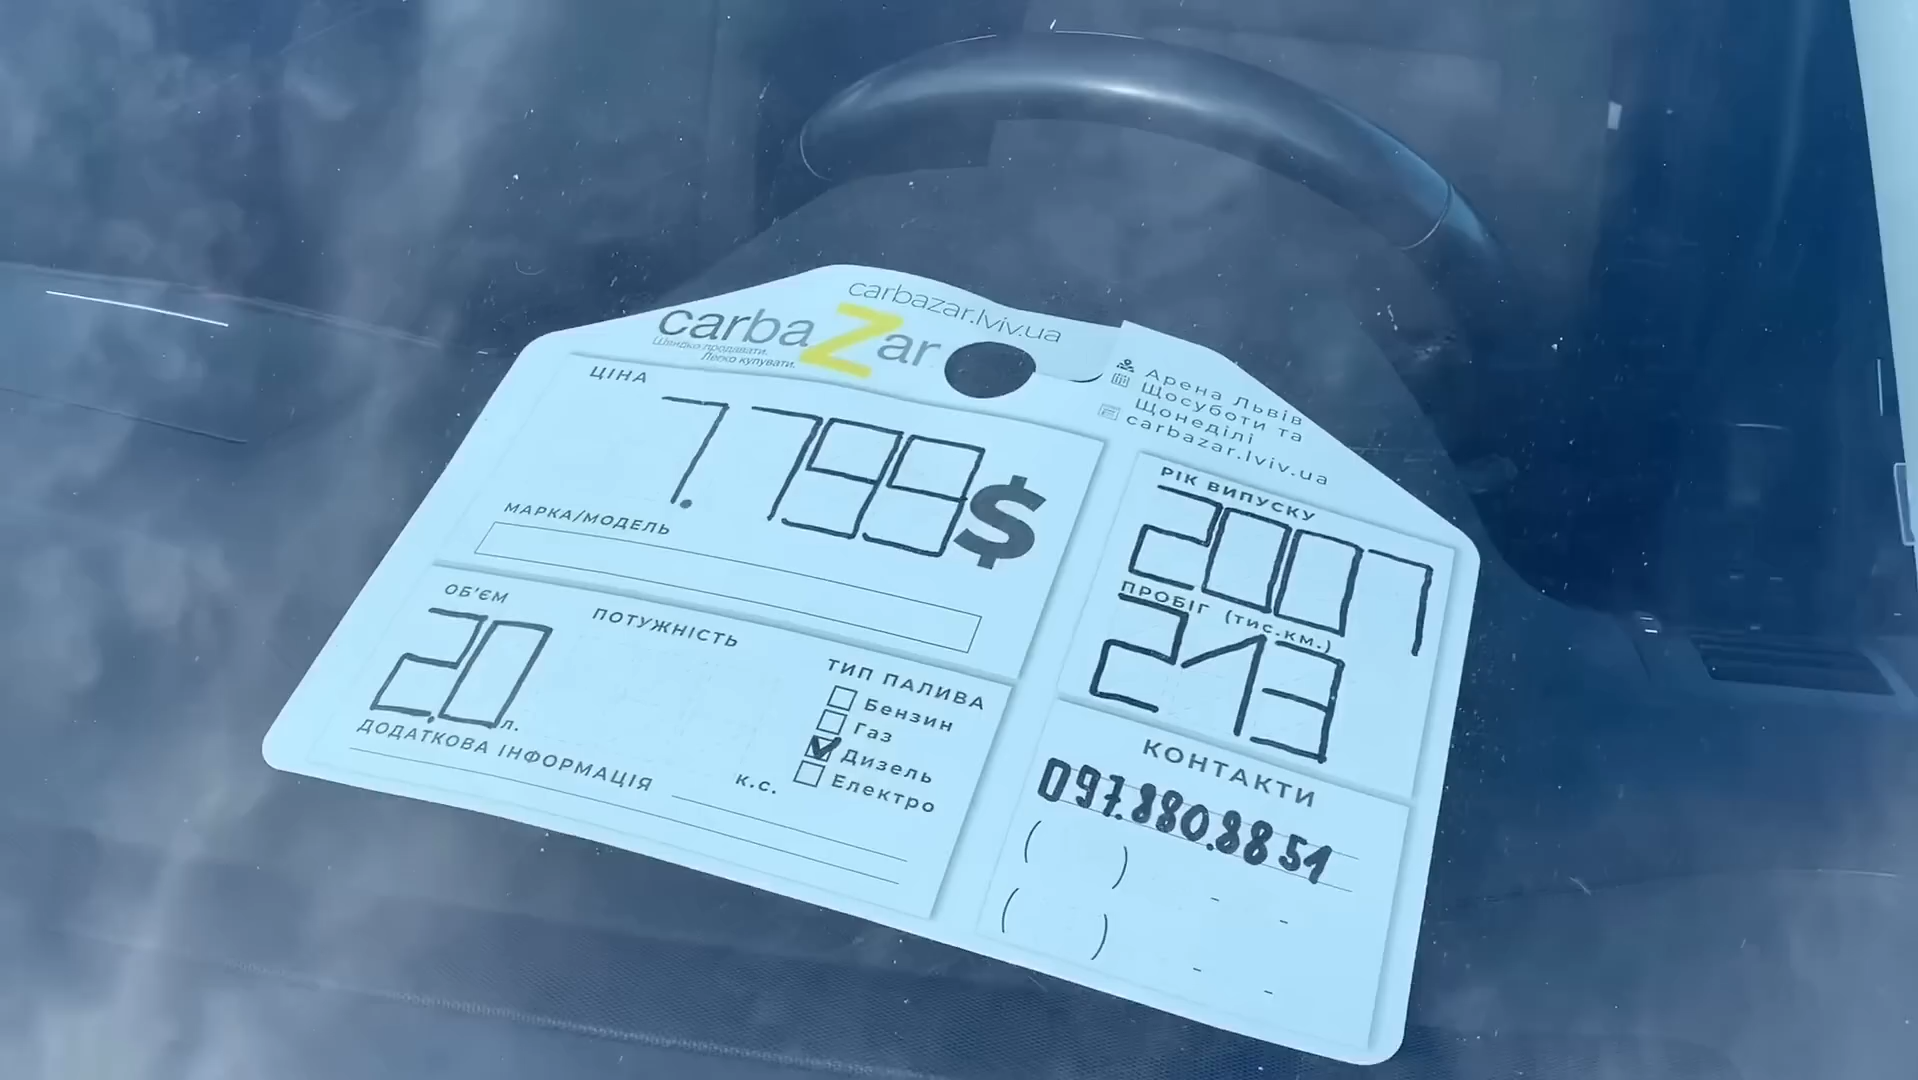 carbazar.lviv.ua
carbaZar
Швидко продавати.
Легко купувати.
Арена Львів
Щосуботи та
Щонеділі
carbazar.lviv.ua
ЦІНА
7.799$
МАРКА/МОДЕЛЬ
ОБ'ЄМ
2.0 л.
ПОТУЖНІСТЬ
к.с.
ТИП ПАЛИВА
Бензин
Газ
Дизель
Електро
ДОДАТКОВА ІНФОРМАЦІЯ
РІК ВИПУСКУ
2007
ПРОБІГ (тис.км.)
213
КОНТАКТИ
097.880.8851
( ) - -
( ) - -